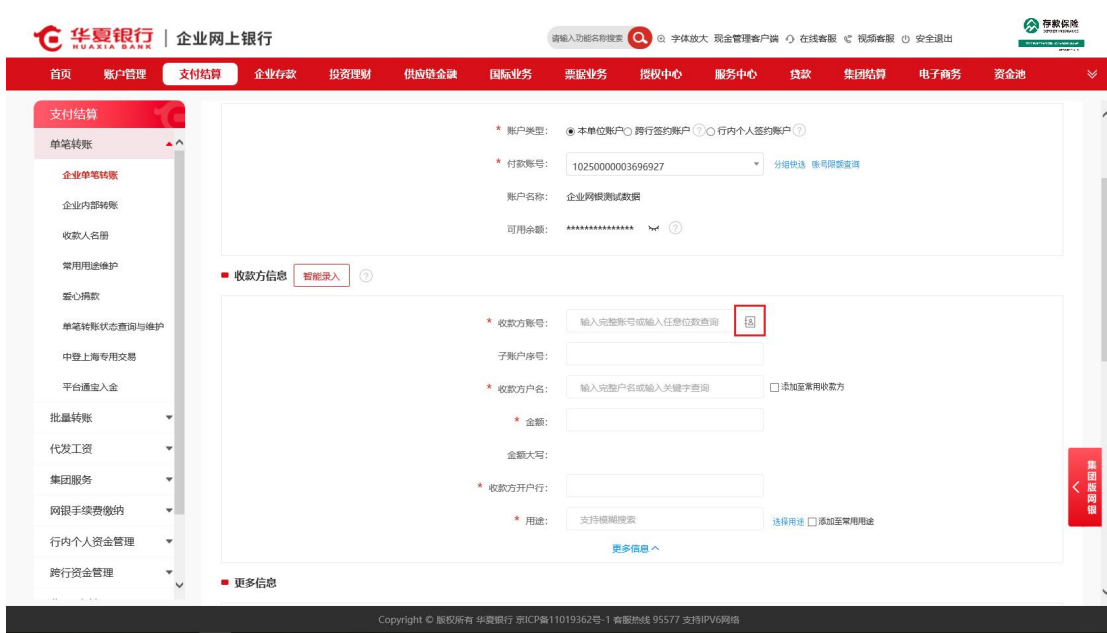 华夏银行 HUAXIA BANK 企业网上银行 请输入功能名称搜索 字体放大 现金管理客户端 在线客服 视频客服 安全退出 存款保险
首页 账户管理 支付结算 企业存款 投资理财 供应链金融 国际业务 票据业务 授权中心 服务中心 贷款 集团结算 电子商务 资金池
支付结算
单笔转账
企业单笔转账
企业内部转账
收款人名册
常用用途维护
爱心捐款
单笔转账状态查询与维护
中登上海专用交易
平台通宝入金
批量转账
代发工资
集团服务
网银手续费缴纳
行内个人资金管理
跨行资金管理
* 账户类型: 本单位账户 跨行签约账户 ? 行内个人签约账户 ?
* 付款账号: 10250000003696927 分组快选 账号限额查询
账户名称: 企业网银测试数据
可用余额: *************** ?
收款方信息 智能录入 ?
* 收款方账号: 输入完整账号或输入任意位数查询
子账户序号:
* 收款方户名: 输入完整户名或输入关键字查询 添加至常用收款方
* 金额:
金额大写:
* 收款方开户行:
* 用途: 支持模糊搜索 选择用途 添加至常用用途
更多信息
更多信息
集团版网银
Copyright © 版权所有 华夏银行 京ICP备11019362号-1 客服热线 95577 支持IPV6网络